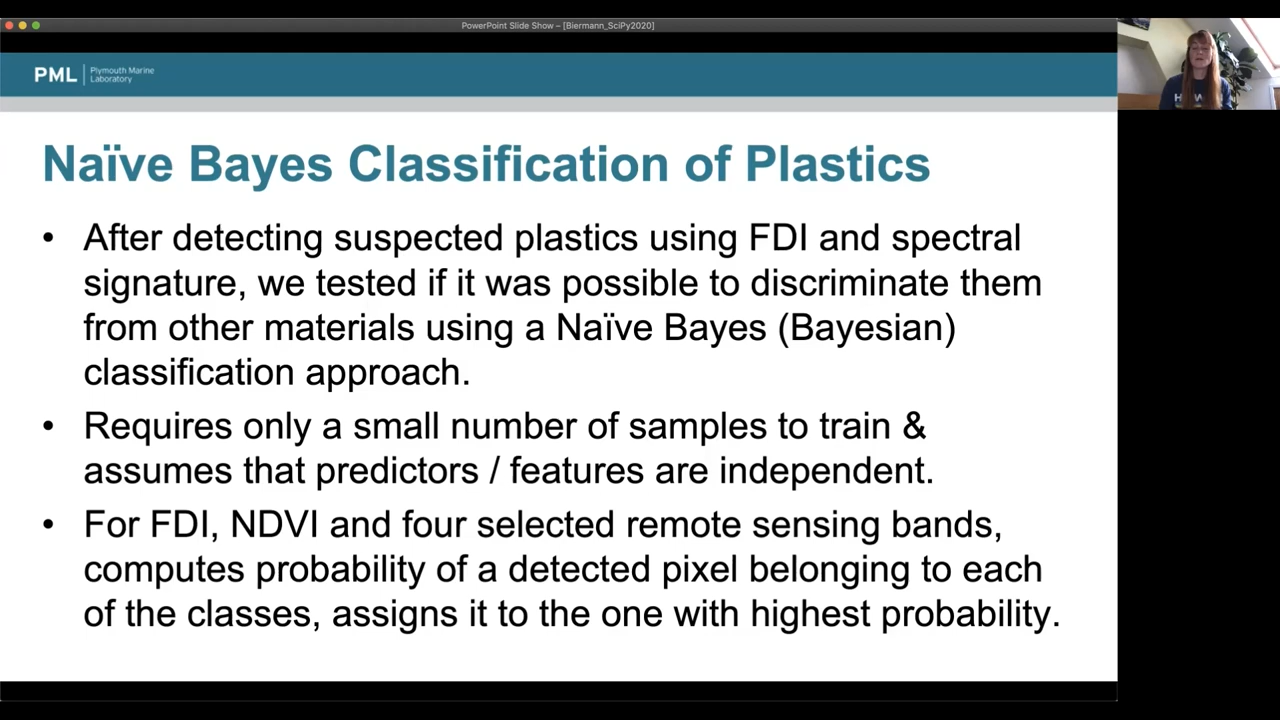 PowerPoint Slide Show – [Biermann_SciPy2020]
PML | Plymouth Marine
Laboratory
Naïve Bayes Classification of Plastics
• After detecting suspected plastics using FDI and spectral
signature, we tested if it was possible to discriminate them
from other materials using a Naïve Bayes (Bayesian)
classification approach.
• Requires only a small number of samples to train &
assumes that predictors / features are independent.
• For FDI, NDVI and four selected remote sensing bands,
computes probability of a detected pixel belonging to each
of the classes, assigns it to the one with highest probability.